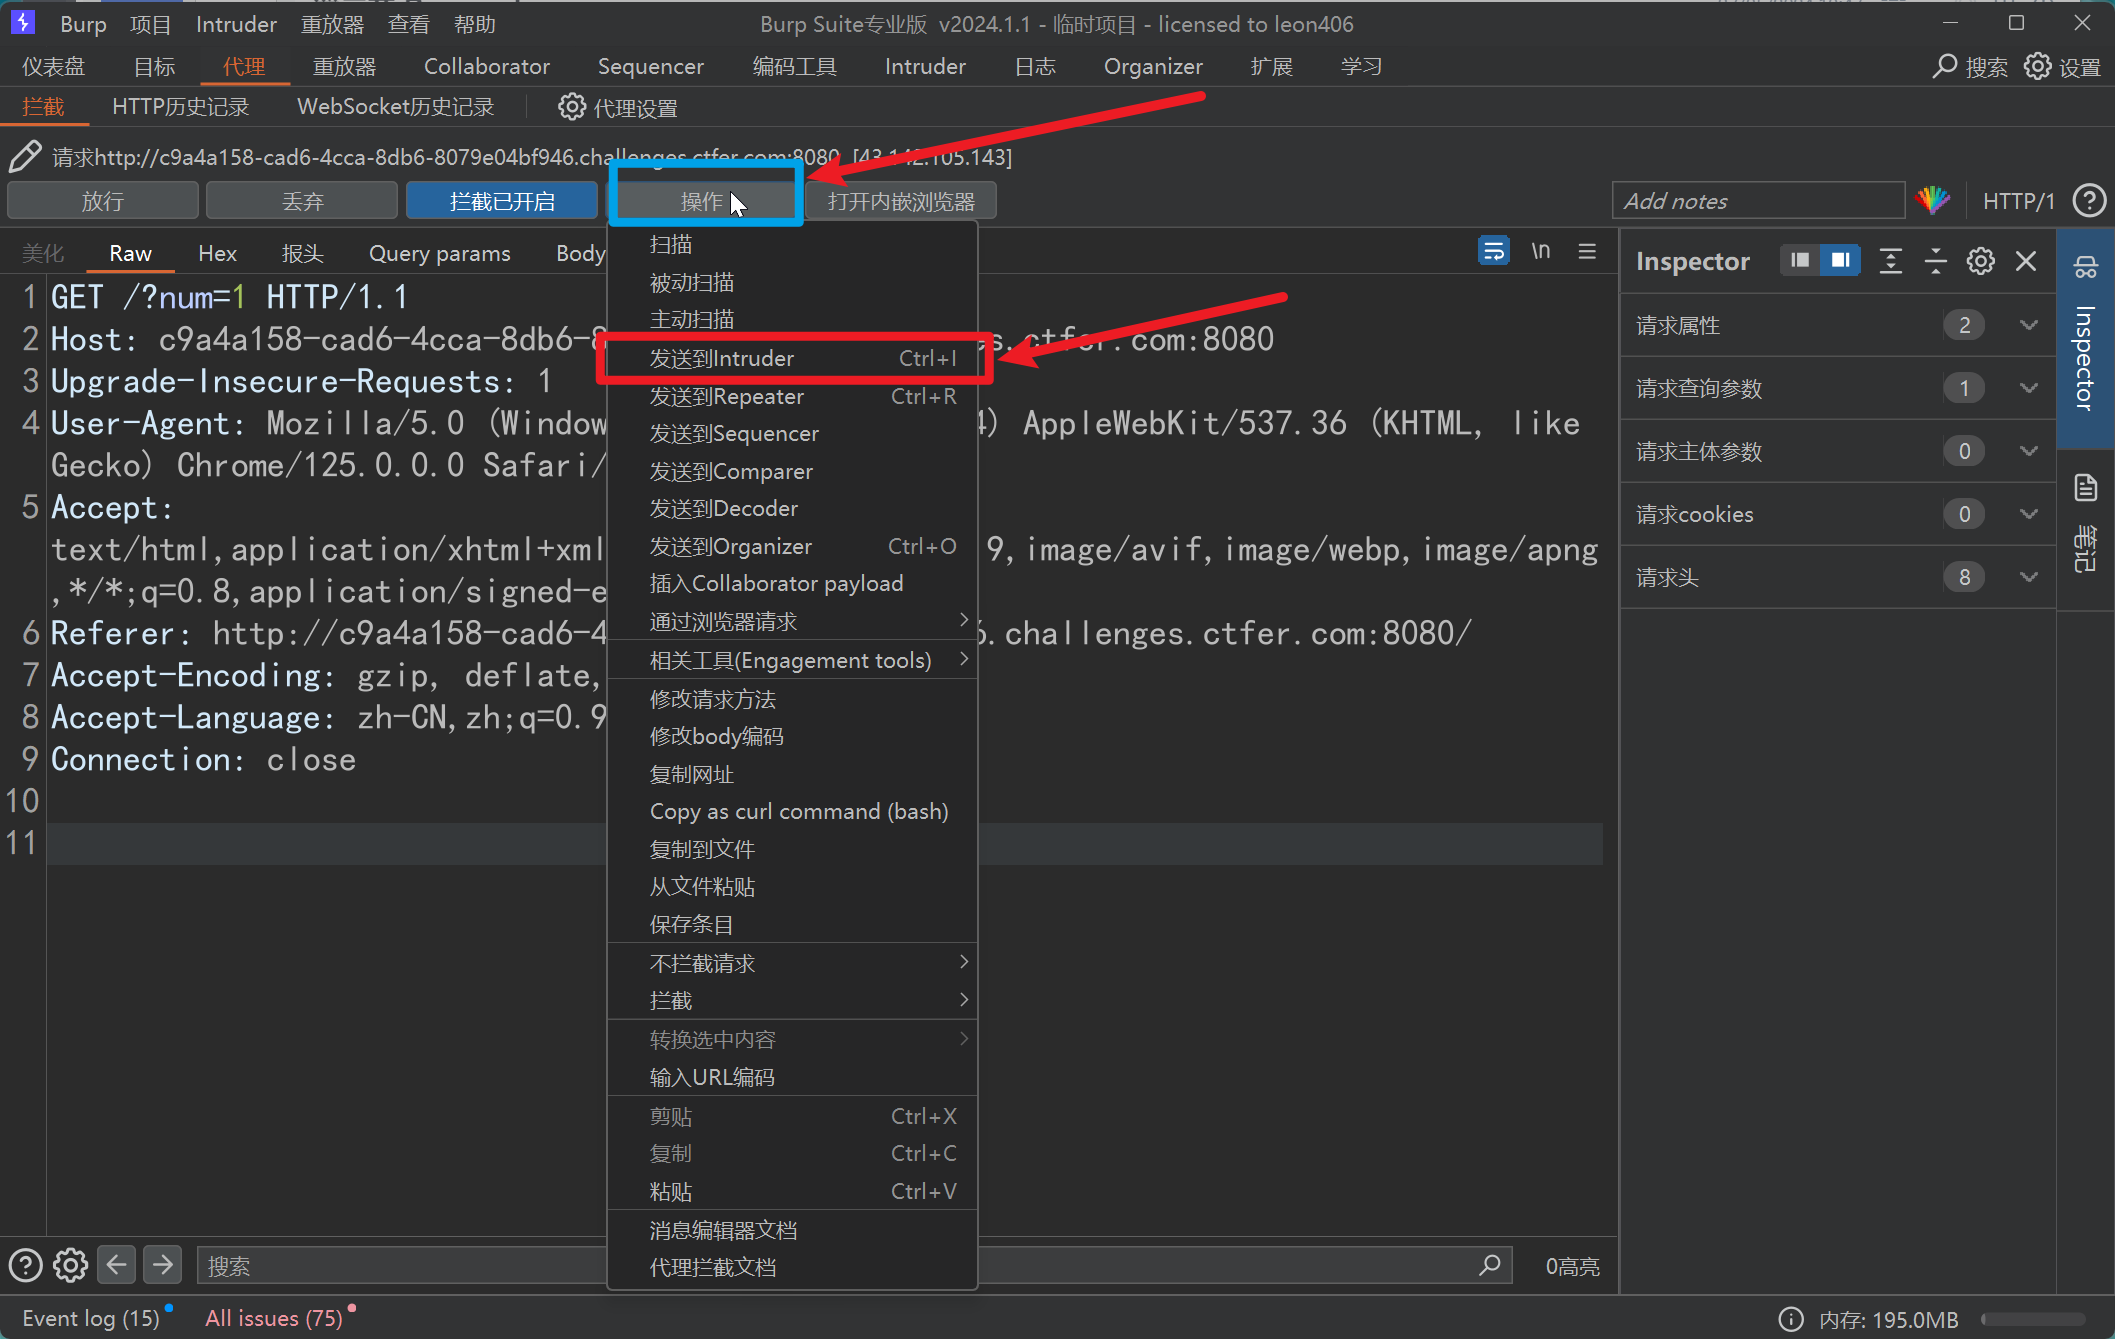 Burp 项目 Intruder 重放器 查看 帮助 Burp Suite专业版 v2024.1.1 - 临时项目 - licensed to leon406
仪表盘 目标 代理 重放器 Collaborator Sequencer 编码工具 Intruder 日志 Organizer 扩展 学习 搜索 设置
拦截 HTTP历史记录 WebSocket历史记录 代理设置
请求http://c9a4a158-cad6-4cca-8db6-8079e04bf946.challenges.ctfer.com:8080 [43.142.105.143]
放行 丢弃 拦截已开启 操作 打开内嵌浏览器 Add notes HTTP/1
美化 Raw Hex 报头 Query params Body \n
1 GET /?num=1 HTTP/1.1
2 Host: c9a4a158-cad6-4cca-8db6-8 s.ctfer.com:8080
3 Upgrade-Insecure-Requests: 1
4 User-Agent: Mozilla/5.0 (Window 4) AppleWebKit/537.36 (KHTML, like
Gecko) Chrome/125.0.0.0 Safari/
5 Accept:
text/html,application/xhtml+xml 9,image/avif,image/webp,image/apng
,*/*;q=0.8,application/signed-e
6 Referer: http://c9a4a158-cad6-4 6.challenges.ctfer.com:8080/
7 Accept-Encoding: gzip, deflate,
8 Accept-Language: zh-CN,zh;q=0.9
9 Connection: close
10
11
扫描
被动扫描
主动扫描
发送到Intruder Ctrl+I
发送到Repeater Ctrl+R
发送到Sequencer
发送到Comparer
发送到Decoder
发送到Organizer Ctrl+O
插入Collaborator payload
通过浏览器请求
相关工具(Engagement tools)
修改请求方法
修改body编码
复制网址
Copy as curl command (bash)
复制到文件
从文件粘贴
保存条目
不拦截请求
拦截
转换选中内容
输入URL编码
剪贴 Ctrl+X
复制 Ctrl+C
粘贴 Ctrl+V
消息编辑器文档
代理拦截文档
Inspector
请求属性 2
请求查询参数 1
请求主体参数 0
请求cookies 0
请求头 8
Inspector
笔记
搜索 0高亮
Event log (15) All issues (75) 内存: 195.0MB